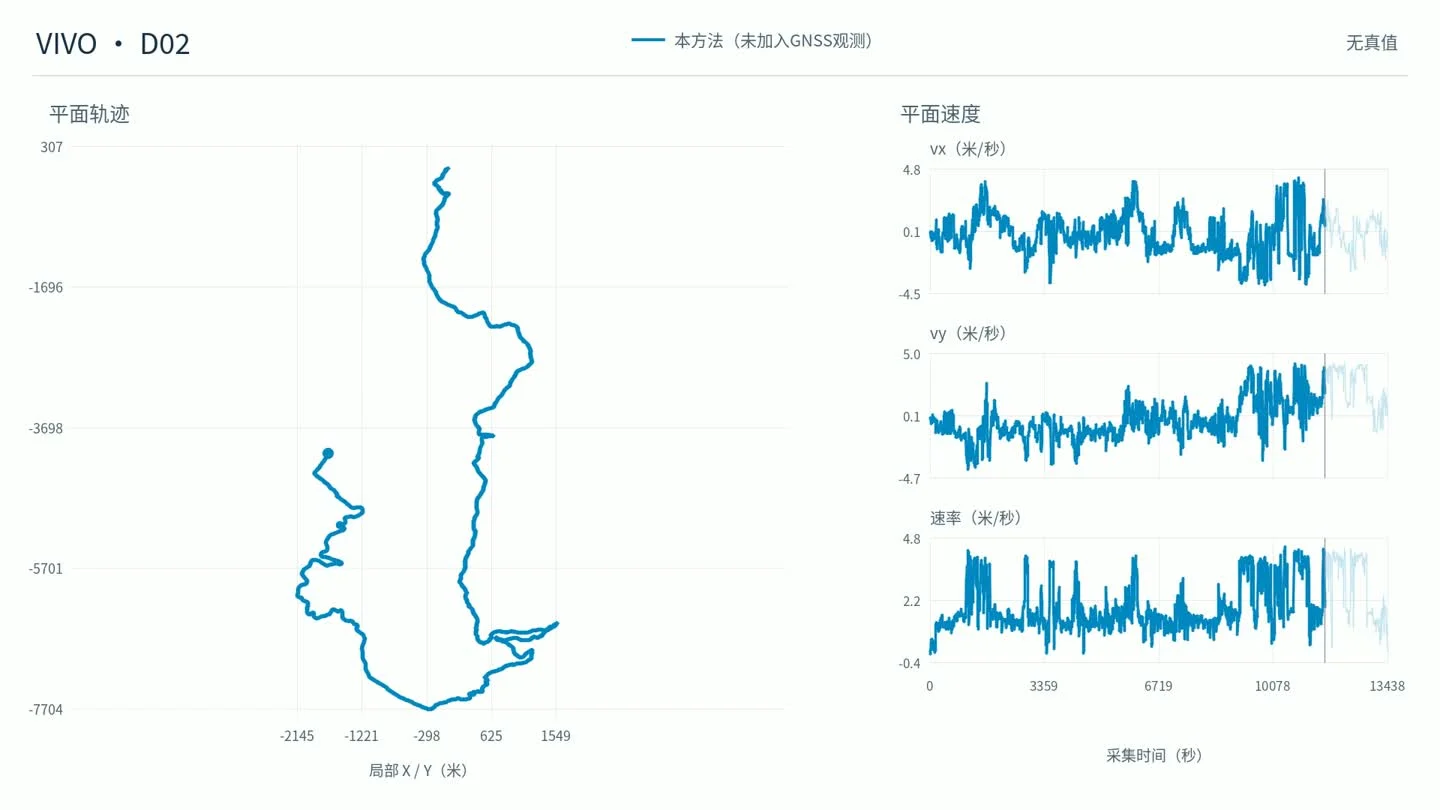 VIVO · D02
本方法（未加入GNSS观测）
无真值
平面轨迹
307
-1696
-3698
-5701
-7704
-2145 -1221 -298 625 1549
局部 X / Y（米）
平面速度
vx（米/秒）
4.8
0.1
-4.5
vy（米/秒）
5.0
0.1
-4.7
速率（米/秒）
4.8
2.2
-0.4
0 3359 6719 10078 13438
采集时间（秒）